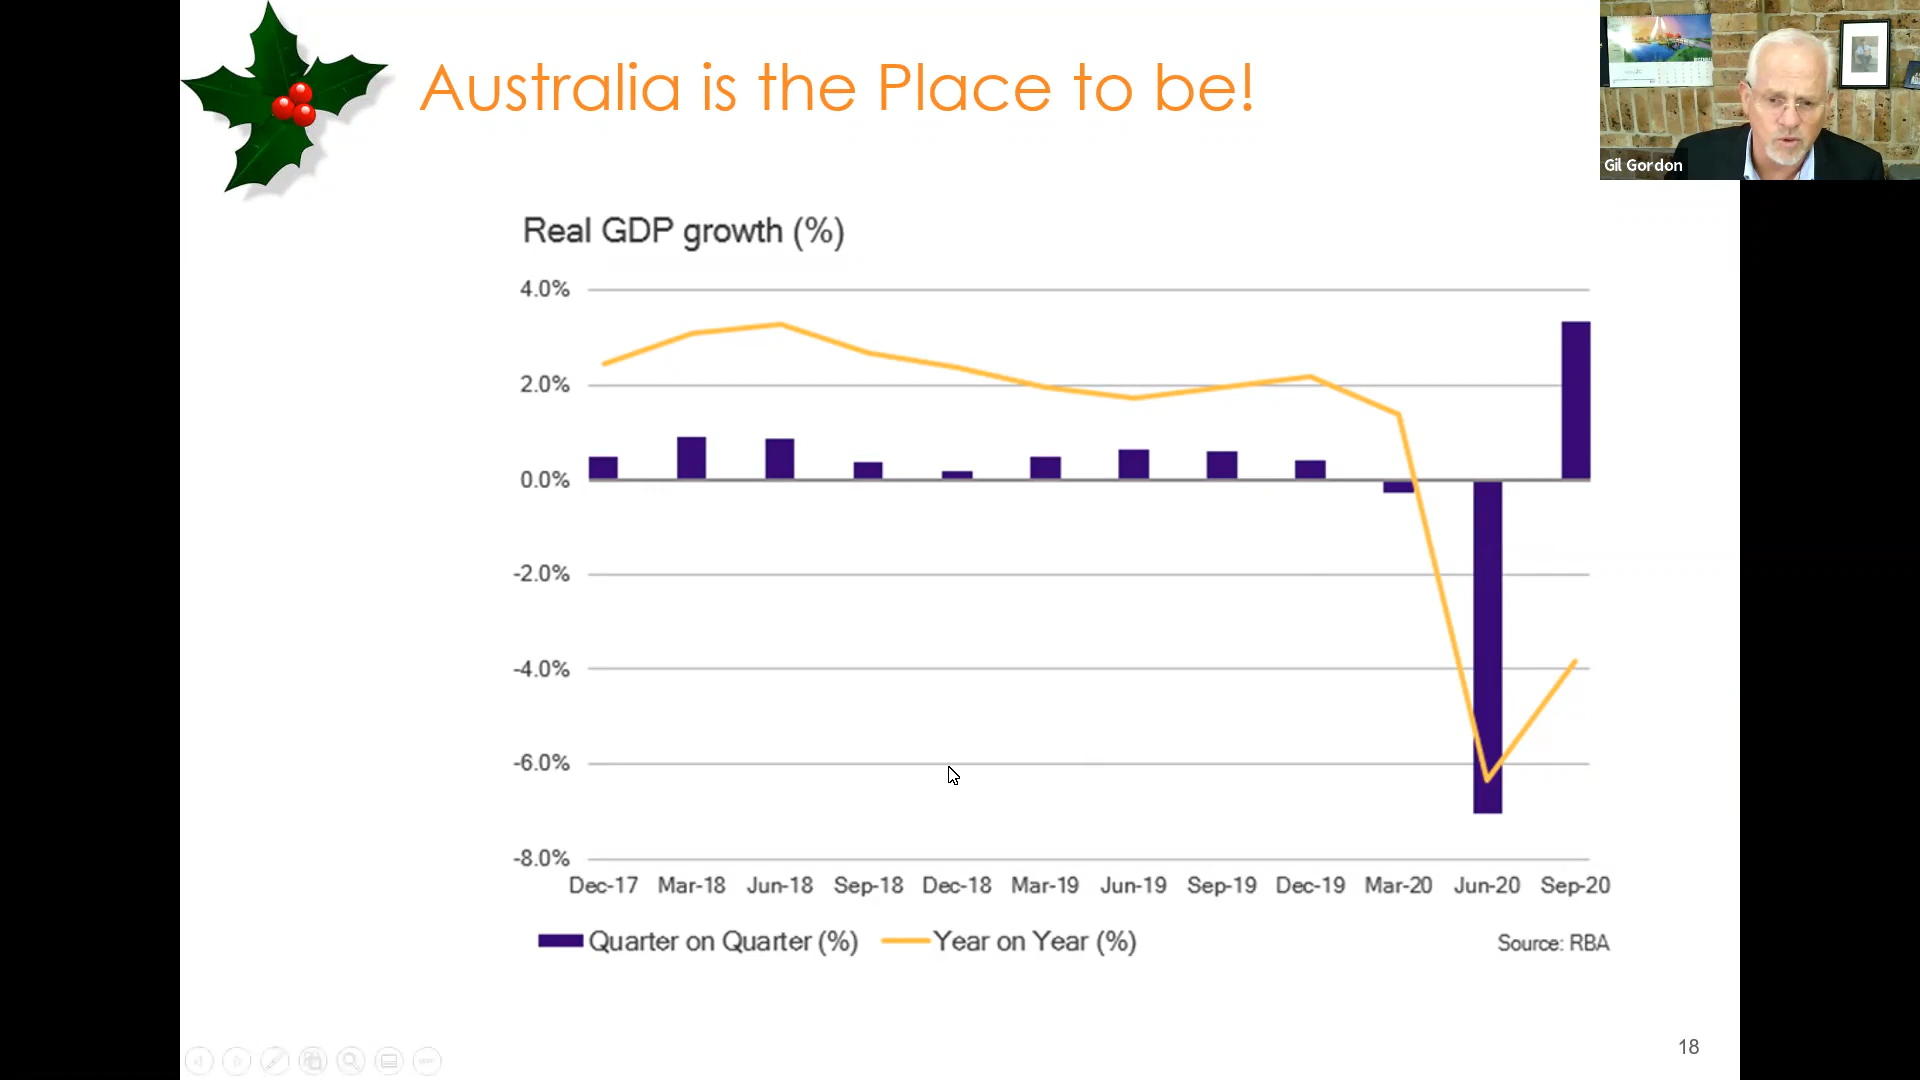 Australia is the Place to be!
Gil Gordon
Real GDP growth (%)
4.0%
2.0%
0.0%
-2.0%
-4.0%
-6.0%
-8.0%
Dec-17 Mar-18 Jun-18 Sep-18 Dec-18 Mar-19 Jun-19 Sep-19 Dec-19 Mar-20 Jun-20 Sep-20
Quarter on Quarter (%) Year on Year (%) Source: RBA
18